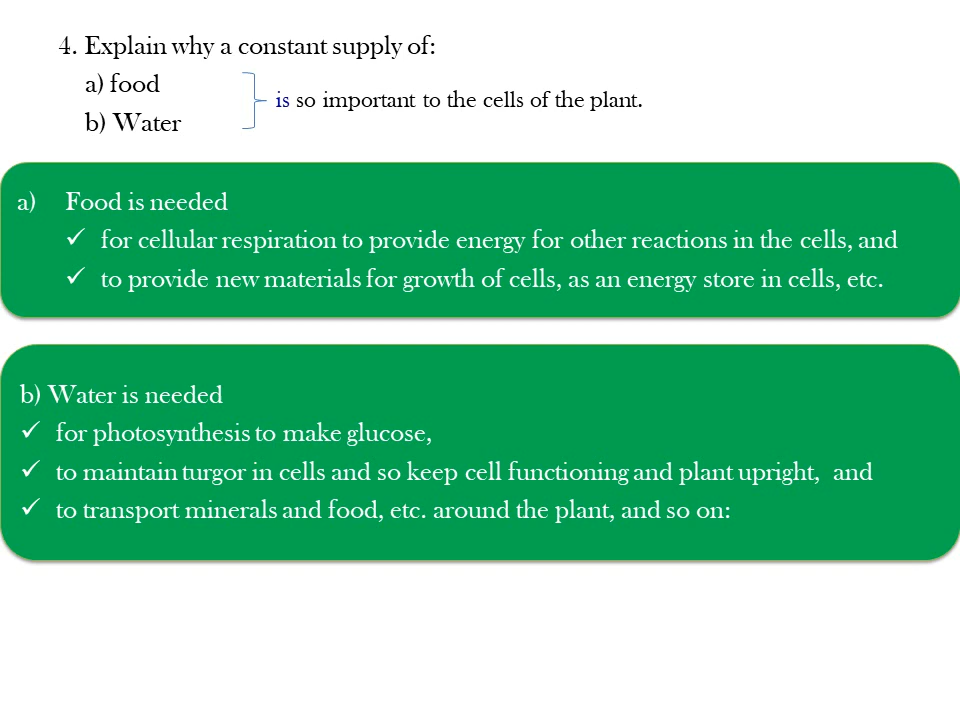 4. Explain why a constant supply of:
a) food
is so important to the cells of the plant.
b) Water
a) Food is needed
✓ for cellular respiration to provide energy for other reactions in the cells, and
✓ to provide new materials for growth of cells, as an energy store in cells, etc.
b) Water is needed
✓ for photosynthesis to make glucose,
✓ to maintain turgor in cells and so keep cell functioning and plant upright, and
✓ to transport minerals and food, etc. around the plant, and so on: